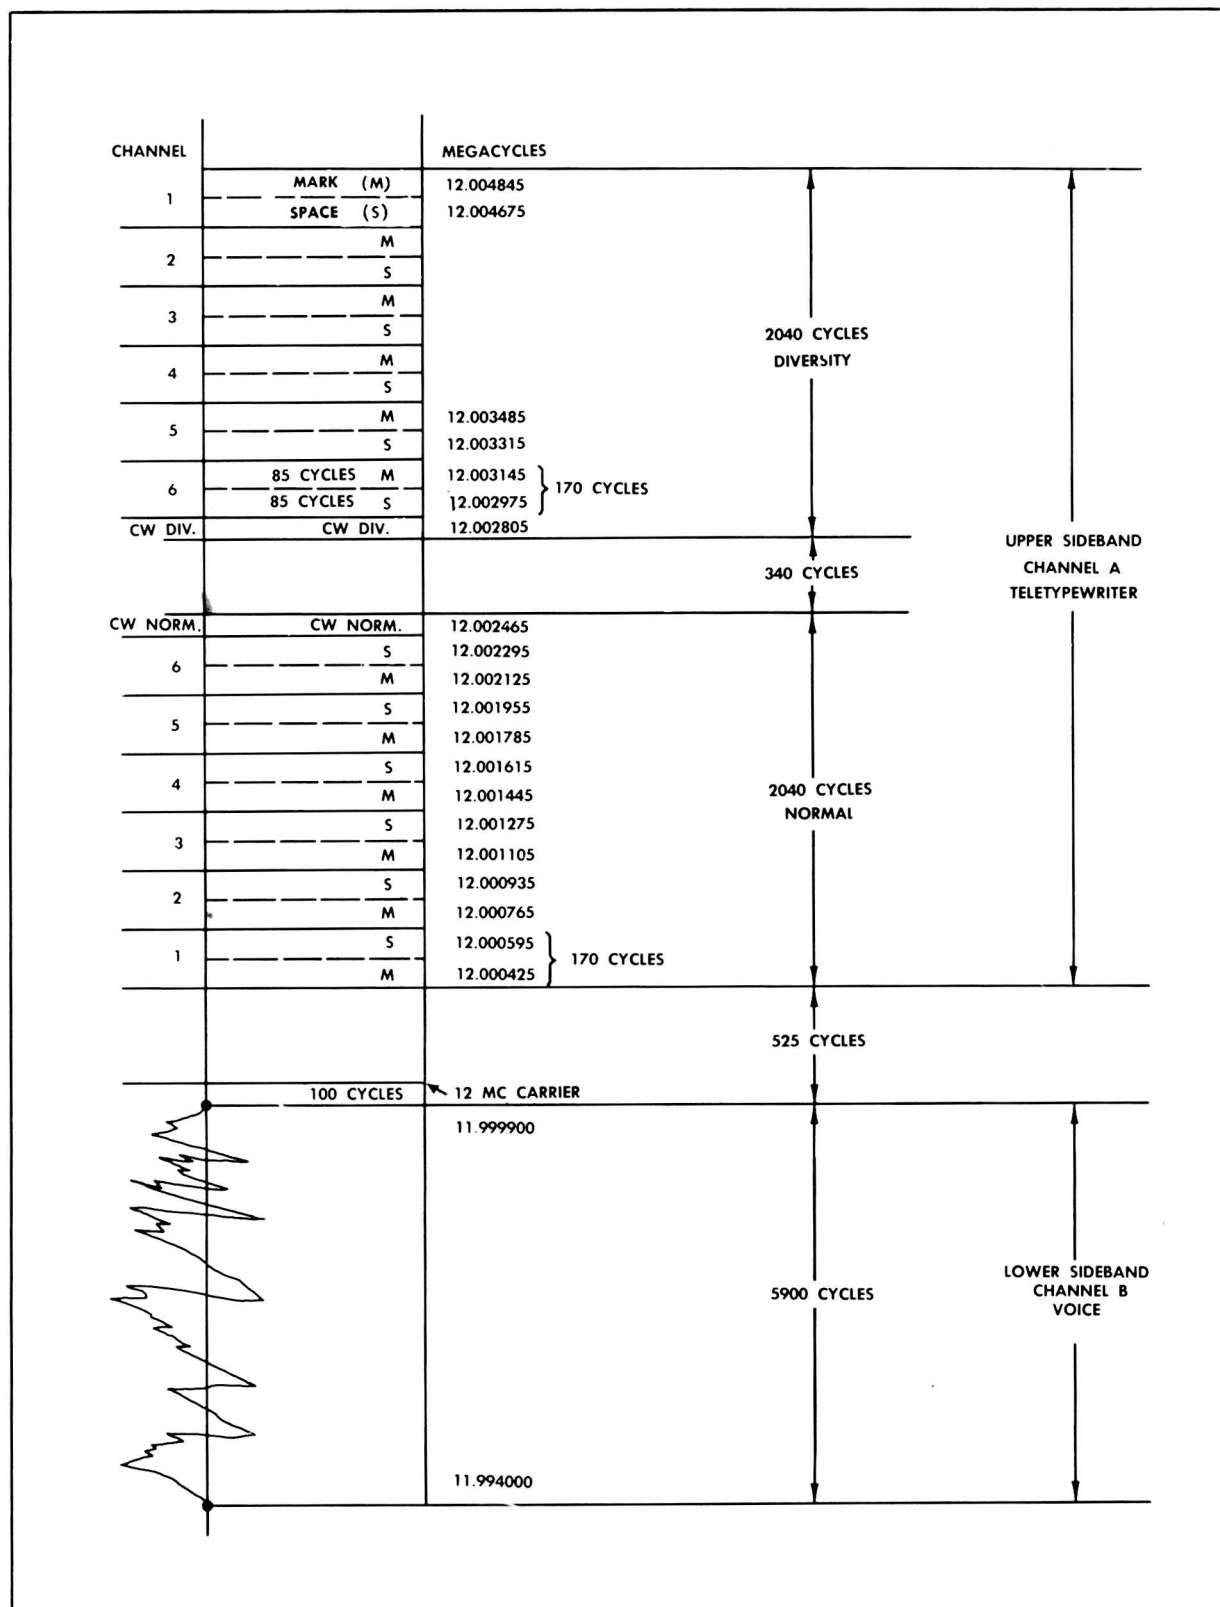 CHANNEL MEGACYCLES
1 MARK (M) 12.004845
SPACE (S) 12.004675
2 M
S
3 M
S
4 M
S
2040 CYCLES
DIVERSITY
5 M 12.003485
S 12.003315
6 85 CYCLES M 12.003145
170 CYCLES
85 CYCLES S 12.002975
CW DIV. CW DIV. 12.002805
UPPER SIDEBAND
CHANNEL A
TELETYPEWRITER
340 CYCLES
CW NORM. CW NORM. 12.002465
6 S 12.002295
M 12.002125
5 S 12.001955
M 12.001785
4 S 12.001615
M 12.001445
2040 CYCLES
NORMAL
3 S 12.001275
M 12.001105
2 S 12.000935
M 12.000765
1 S 12.000595
170 CYCLES
M 12.000425
525 CYCLES
100 CYCLES 12 MC CARRIER
11.999900
5900 CYCLES
LOWER SIDEBAND
CHANNEL B
VOICE
11.994000